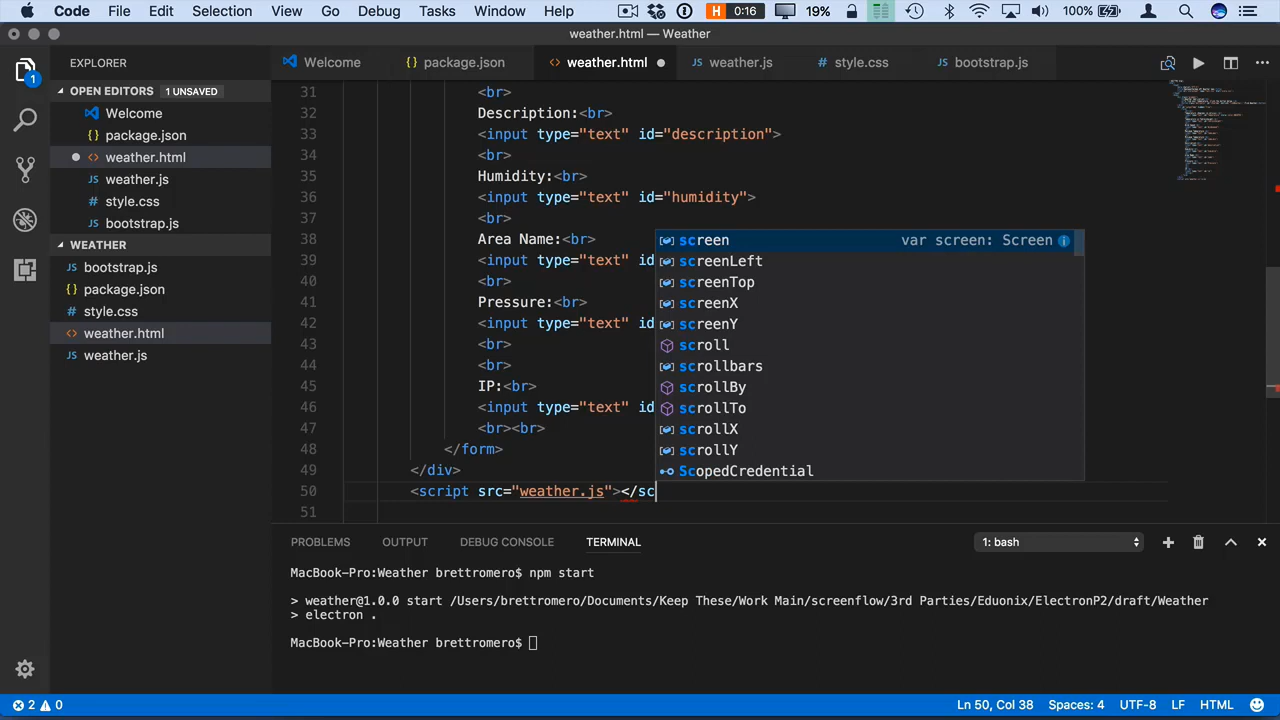 Code File Edit Selection View Go Debug Tasks Window Help H 0:16 19% 100%
weather.html — Weather
EXPLORER
Welcome
package.json
weather.html
weather.js
style.css
bootstrap.js
OPEN EDITORS 1 UNSAVED
Welcome
package.json
weather.html
weather.js
style.css
bootstrap.js
WEATHER
bootstrap.js
package.json
style.css
weather.html
weather.js
31 <br>
32 Description:<br>
33 <input type="text" id="description">
34 <br>
35 Humidity:<br>
36 <input type="text" id="humidity">
37 <br>
38 Area Name:<br>
39 <input type="text" id
40 <br>
41 Pressure:<br>
42 <input type="text" id
43 <br>
44 <br>
45 IP:<br>
46 <input type="text" id
47 <br><br>
48 </form>
49 </div>
50 <script src="weather.js"></sc
51
screen var screen: Screen
screenLeft
screenTop
screenX
screenY
scroll
scrollbars
scrollBy
scrollTo
scrollX
scrollY
ScopedCredential
PROBLEMS OUTPUT DEBUG CONSOLE TERMINAL 1: bash
MacBook-Pro:Weather brettromero$ npm start
> weather@1.0.0 start /Users/brettromero/Documents/Keep These/Work Main/screenflow/3rd Parties/Eduonix/ElectronP2/draft/Weather
> electron .
MacBook-Pro:Weather brettromero$
2 0 Ln 50, Col 38 Spaces: 4 UTF-8 LF HTML